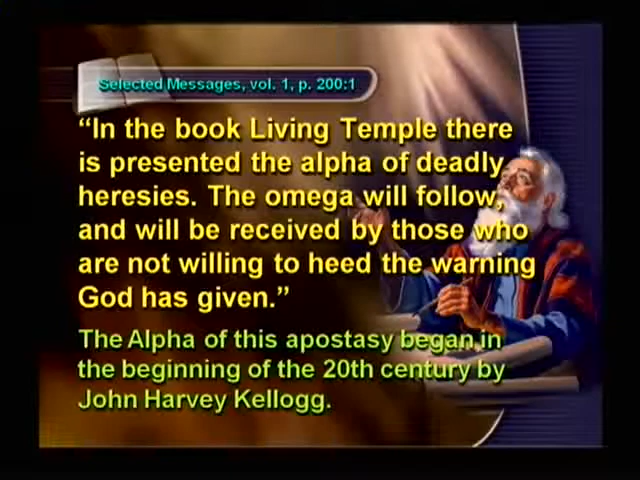 Selected Messages, vol. 1, p. 200:1
“In the book Living Temple there
is presented the alpha of deadly
heresies. The omega will follow,
and will be received by those who
are not willing to heed the warning
God has given.”
The Alpha of this apostasy began in
the beginning of the 20th century by
John Harvey Kellogg.